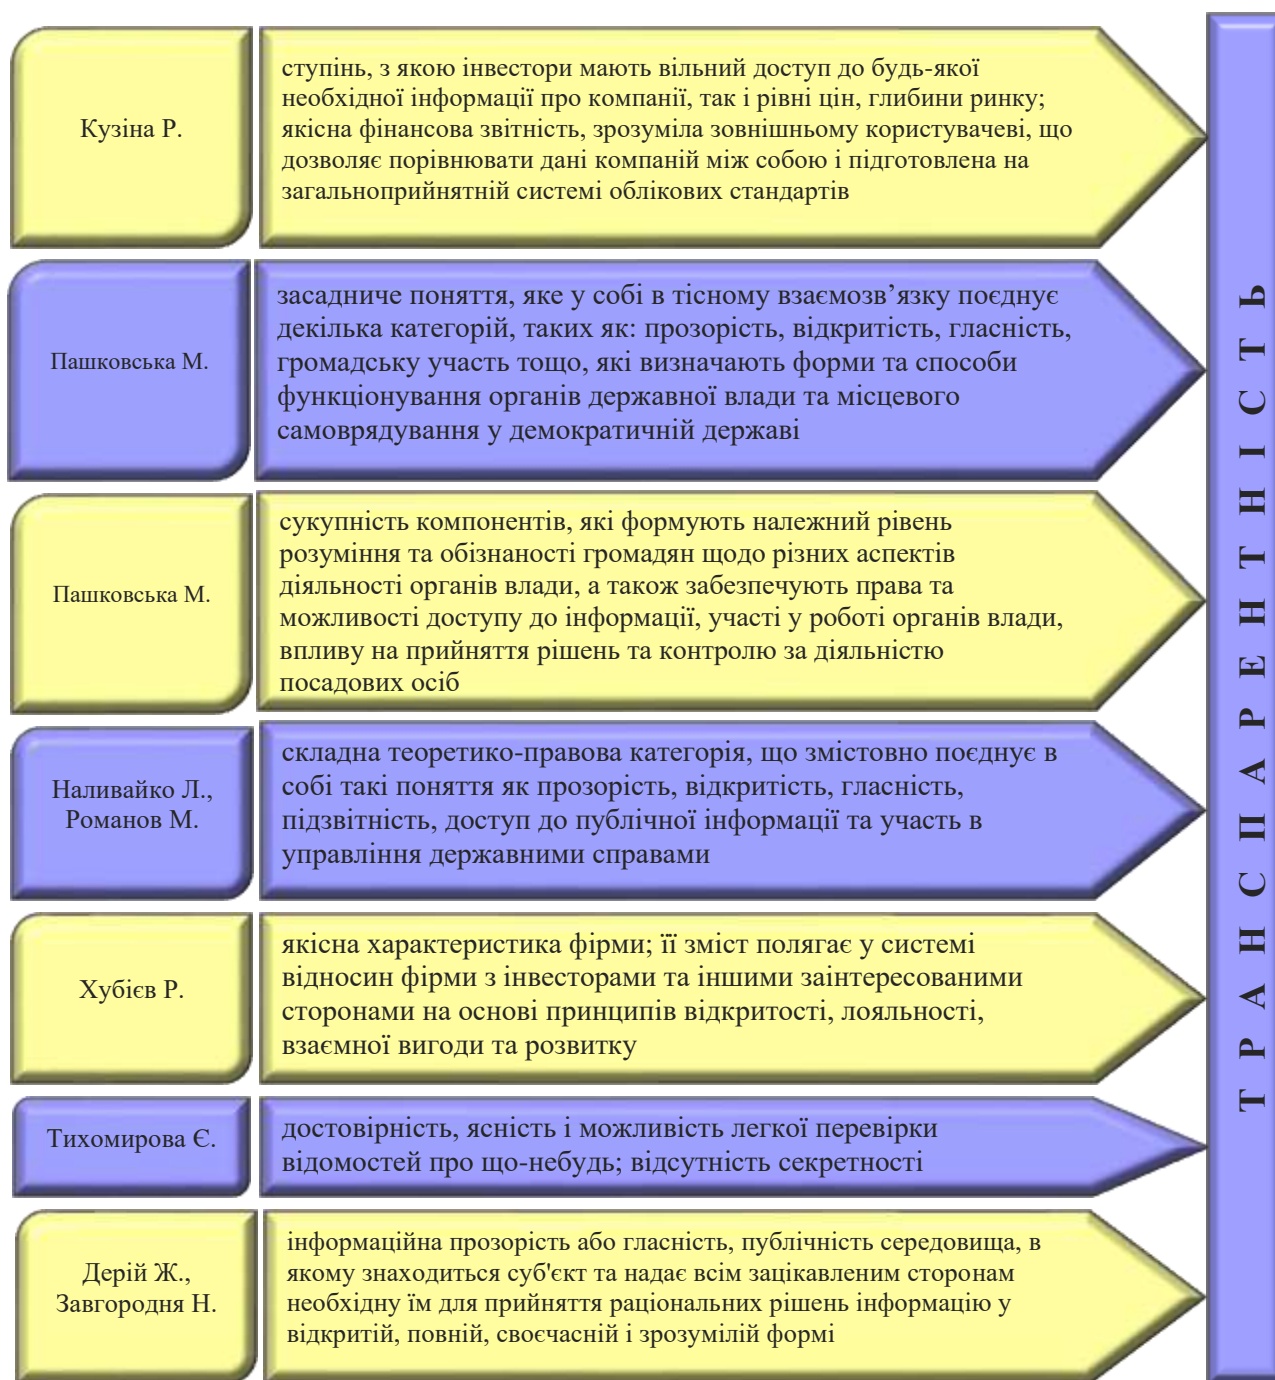 Кузіна Р.
ступінь, з якою інвестори мають вільний доступ до будь-якої
необхідної інформації про компанії, так і рівні цін, глибини ринку;
якісна фінансова звітність, зрозуміла зовнішньому користувачеві, що
дозволяє порівнювати дані компаній між собою і підготовлена на
загальноприйнятній системі облікових стандартів
Пашковська М.
засадниче поняття, яке у собі в тісному взаємозв’язку поєднує
декілька категорій, таких як: прозорість, відкритість, гласність,
громадську участь тощо, які визначають форми та способи
функціонування органів державної влади та місцевого
самоврядування у демократичній державі
Пашковська М.
сукупність компонентів, які формують належний рівень
розуміння та обізнаності громадян щодо різних аспектів
діяльності органів влади, а також забезпечують права та
можливості доступу до інформації, участі у роботі органів влади,
впливу на прийняття рішень та контролю за діяльністю
посадових осіб
Наливайко Л.,
Романов М.
складна теоретико-правова категорія, що змістовно поєднує в
собі такі поняття як прозорість, відкритість, гласність,
підзвітність, доступ до публічної інформації та участь в
управління державними справами
Хубієв Р.
якісна характеристика фірми; її зміст полягає у системі
відносин фірми з інвесторами та іншими заінтересованими
сторонами на основі принципів відкритості, лояльності,
взаємної вигоди та розвитку
Тихомирова Є.
достовірність, ясність і можливість легкої перевірки
відомостей про що-небудь; відсутність секретності
Дерій Ж.,
Завгородня Н.
інформаційна прозорість або гласність, публічність середовища, в
якому знаходиться суб'єкт та надає всім зацікавленим сторонам
необхідну їм для прийняття раціональних рішень інформацію у
відкритій, повній, своєчасній і зрозумілій формі
Т Р А Н С П А Р Е Н Т Н І С Т Ь